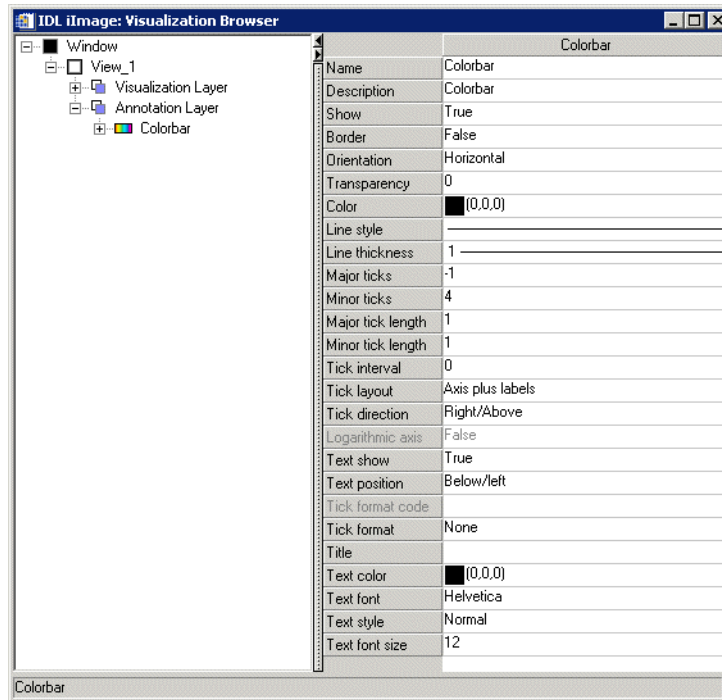 IDL iImage: Visualization Browser
Window
View_1
Visualization Layer
Annotation Layer
Colorbar
Colorbar
Name Colorbar
Description Colorbar
Show True
Border False
Orientation Horizontal
Transparency 0
Color (0,0,0)
Line style
Line thickness 1
Major ticks -1
Minor ticks 4
Major tick length 1
Minor tick length 1
Tick interval 0
Tick layout Axis plus labels
Tick direction Right/Above
Logarithmic axis False
Text show True
Text position Below/left
Tick format code
Tick format None
Title
Text color (0,0,0)
Text font Helvetica
Text style Normal
Text font size 12
Colorbar